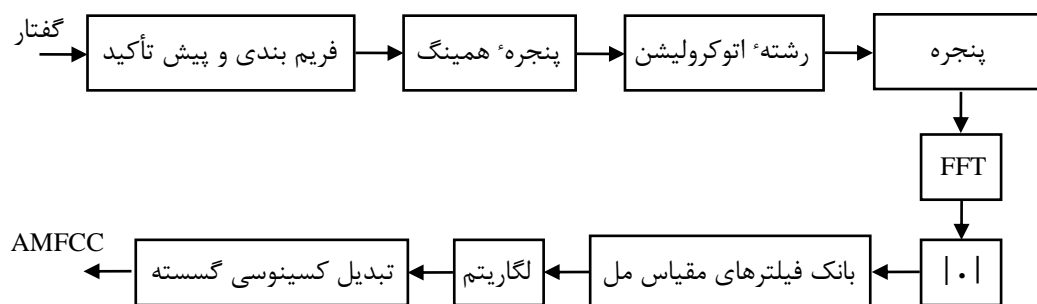 گفتار
فریم بندی و پیش تأکید
پنجرهٔ همینگ
رشتهٔ اتوکرولیشن
پنجره
FFT
|.|
بانک فیلترهای مقیاس مل
لگاریتم
تبدیل کسینوسی گسسته
AMFCC